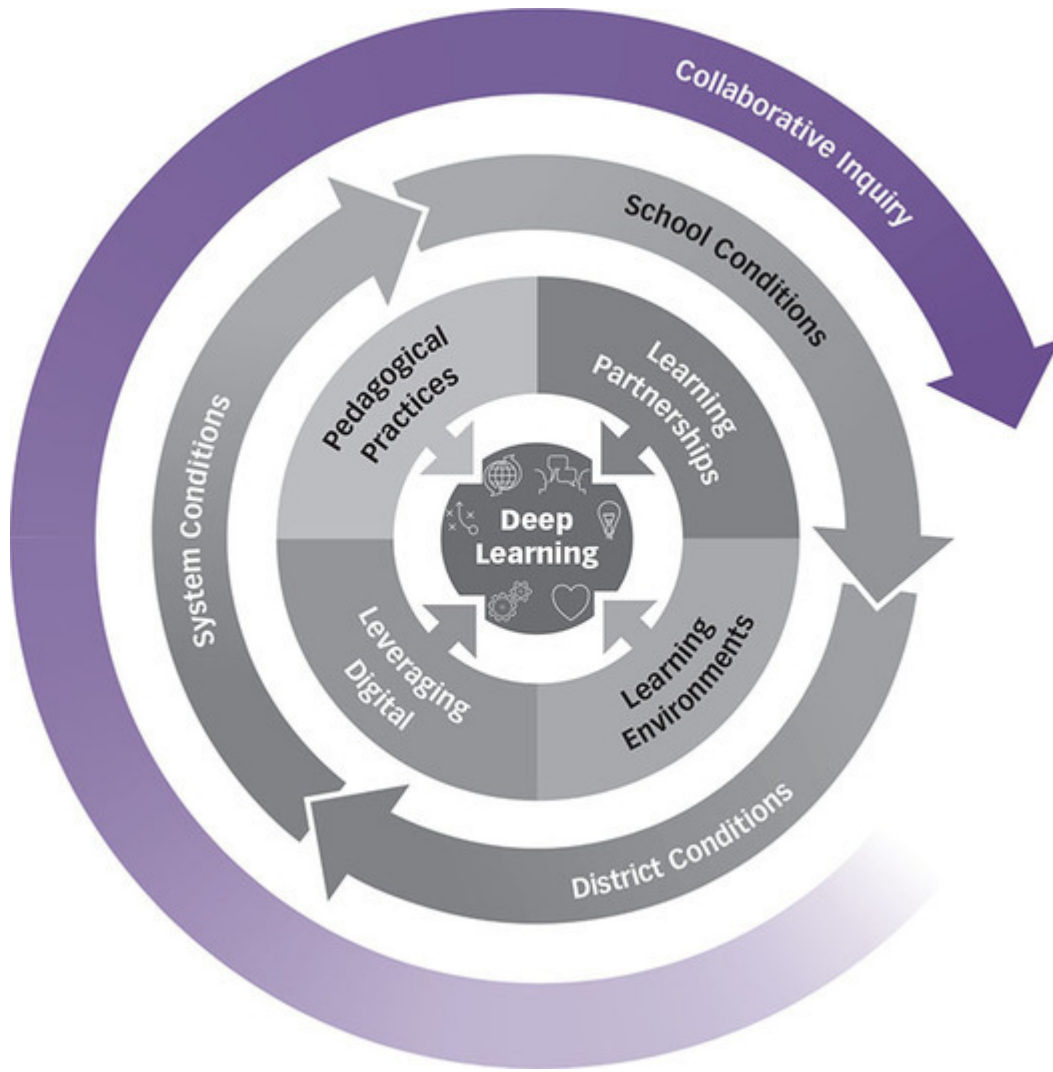 Collaborative Inquiry
School Conditions
System Conditions
District Conditions
Pedagogical
Practices
Learning
Partnerships
Leveraging
Digital
Learning
Environments
Deep
Learning